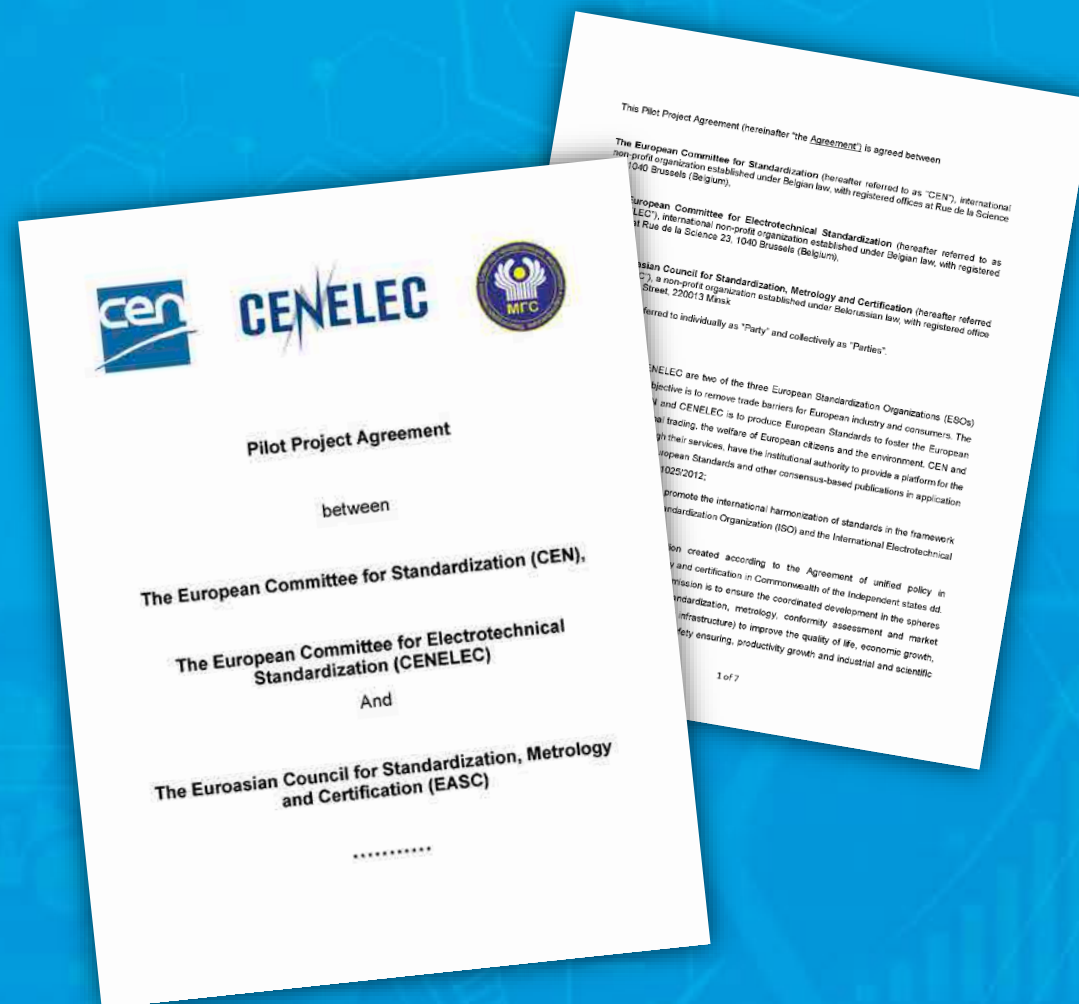 cen
CENELEC
МГС
Pilot Project Agreement
between
The European Committee for Standardization (CEN),
The European Committee for Electrotechnical
Standardization (CENELEC)
And
The Euroasian Council for Standardization, Metrology
and Certification (EASC)
...........
This Pilot Project Agreement (hereinafter "the Agreement") is agreed between
The European Committee for Standardization (hereafter referred to as "CEN"), international
non-profit organization established under Belgian law, with registered offices at Rue de la Science
1040 Brussels (Belgium),
European Committee for Electrotechnical Standardization (hereafter referred to as
LEC"), international non-profit organization established under Belgian law, with registered
at Rue de la Science 23, 1040 Brussels (Belgium),
asian Council for Standardization, Metrology and Certification (hereafter referred
C"), a non-profit organization established under Belorussian law, with registered office
Street, 220013 Minsk
ferred to individually as "Party" and collectively as "Parties".
ENELEC are two of the three European Standardization Organizations (ESOs)
bjective is to remove trade barriers for European industry and consumers. The
N and CENELEC is to produce European Standards to foster the European
al trading, the welfare of European citizens and the environment. CEN and
gh their services, have the institutional authority to provide a platform for the
uropean Standards and other consensus-based publications in application
1025/2012;
promote the international harmonization of standards in the framework
andardization Organization (ISO) and the International Electrotechnical
ion created according to the Agreement of unified policy in
y and certification in Commonwealth of the Independent states dd.
mission is to ensure the coordinated development in the spheres
andardization, metrology, conformity assessment and market
infrastructure) to improve the quality of life, economic growth,
fety ensuring, productivity growth and industrial and scientific
1 of 7